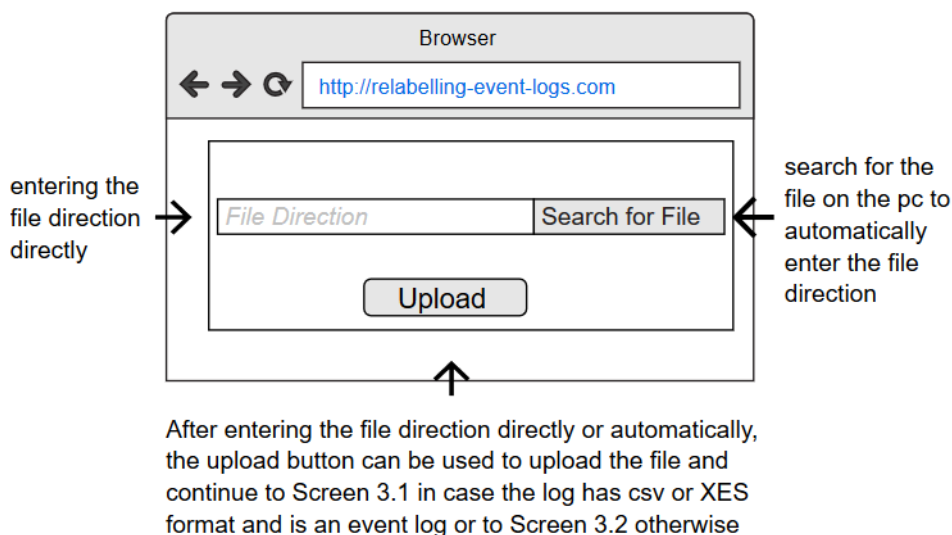 Browser
http://relabelling-event-logs.com
entering the
file direction
directly
File Direction
Search for File
search for the
file on the pc to
automatically
enter the file
direction
Upload
After entering the file direction directly or automatically,
the upload button can be used to upload the file and
continue to Screen 3.1 in case the log has csv or XES
format and is an event log or to Screen 3.2 otherwise